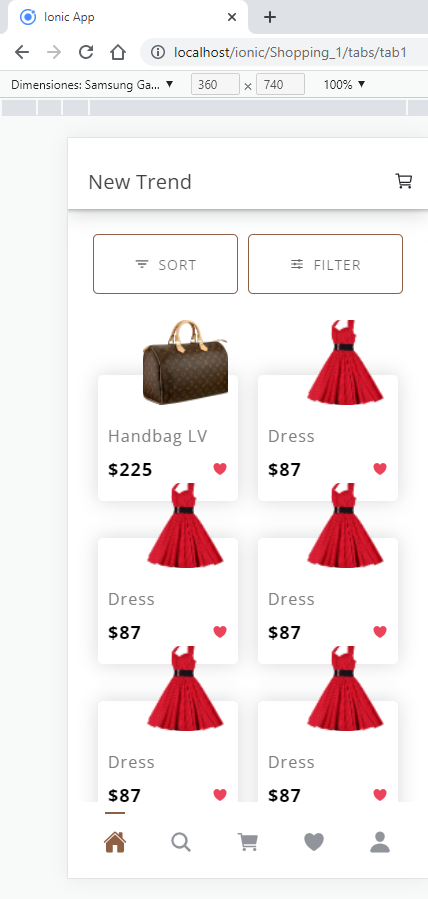 Ionic App
localhost/ionic/Shopping_1/tabs/tab1
Dimensiones: Samsung Ga... 360 × 740 100%
New Trend
SORT FILTER
Handbag LV Dress
$225 $87
Dress Dress
$87 $87
Dress Dress
$87 $87